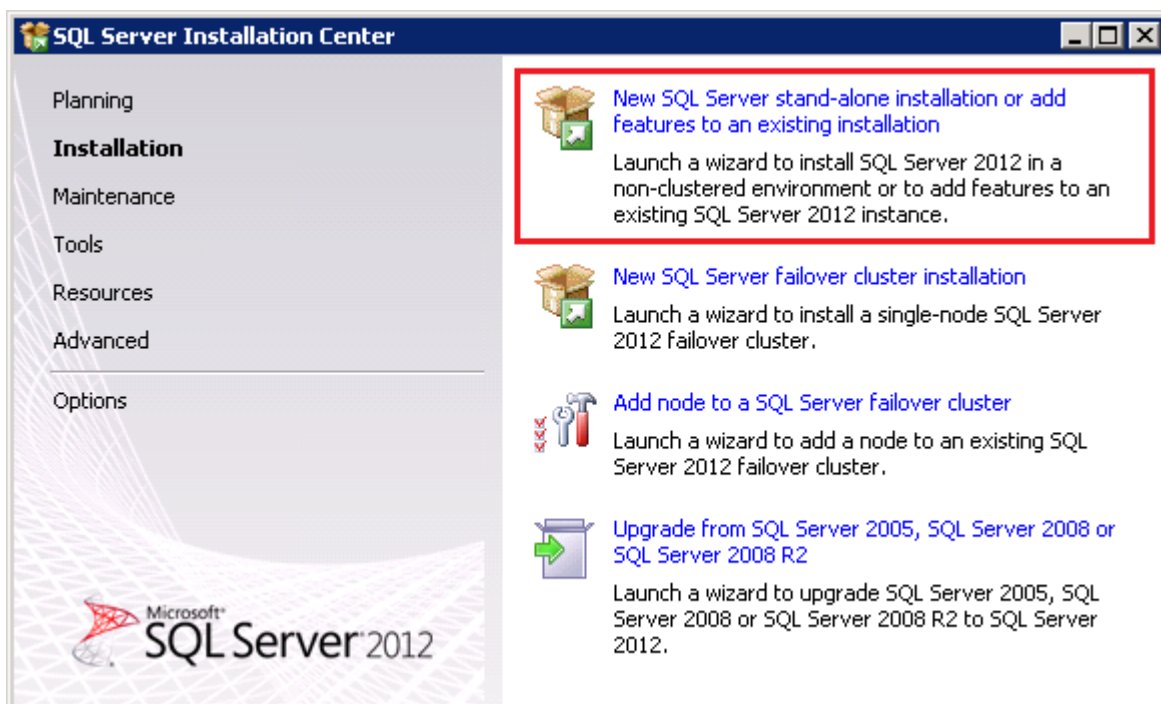 SQL Server Installation Center
Planning
Installation
Maintenance
Tools
Resources
Advanced
Options
Microsoft®
SQL Server® 2012
New SQL Server stand-alone installation or add
features to an existing installation
Launch a wizard to install SQL Server 2012 in a
non-clustered environment or to add features to an
existing SQL Server 2012 instance.
New SQL Server failover cluster installation
Launch a wizard to install a single-node SQL Server
2012 failover cluster.
Add node to a SQL Server failover cluster
Launch a wizard to add a node to an existing SQL
Server 2012 failover cluster.
Upgrade from SQL Server 2005, SQL Server 2008 or
SQL Server 2008 R2
Launch a wizard to upgrade SQL Server 2005, SQL
Server 2008 or SQL Server 2008 R2 to SQL Server
2012.